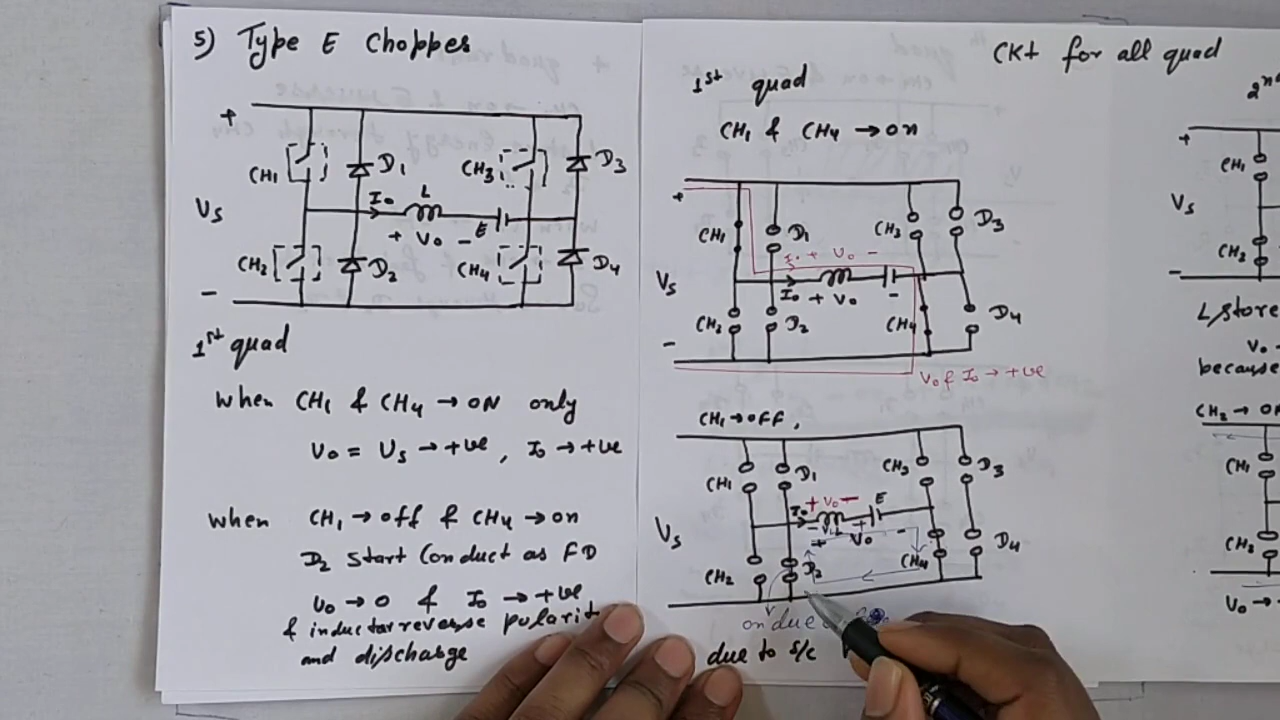 5) Type E Chopper
+
CH1
D1
CH3
D3
Vs
Io
L
+ Vo -
E
CH2
D2
CH4
D4
-
1st quad
when CH1 & CH4 → ON only
Vo = Vs → +ve, Io → +ve
when CH1 → off & CH4 → on
D2 start Conduct as FD
Vo → 0 & Io → +ve
& inductor reverse polarit
and discharge
CKt for all quad
1st quad
CH1 & CH4 → on
+
CH1
D1
CH3
D3
Io + Vo -
Vs
Io + Vo -
CH2
D2
CH4
D4
-
Vo & Io → +ve
CH1 → OFF,
CH1
D1
CH3
D3
+ Vo -
E
Io
Vs
- VL +
+ Vo -
CH2
D2
CH4
D4
on due
due to s/c
+
CH1
Vs
CH2
-
L store
Vo -
because
CH2 → ON
CH1
CH2
Vo →